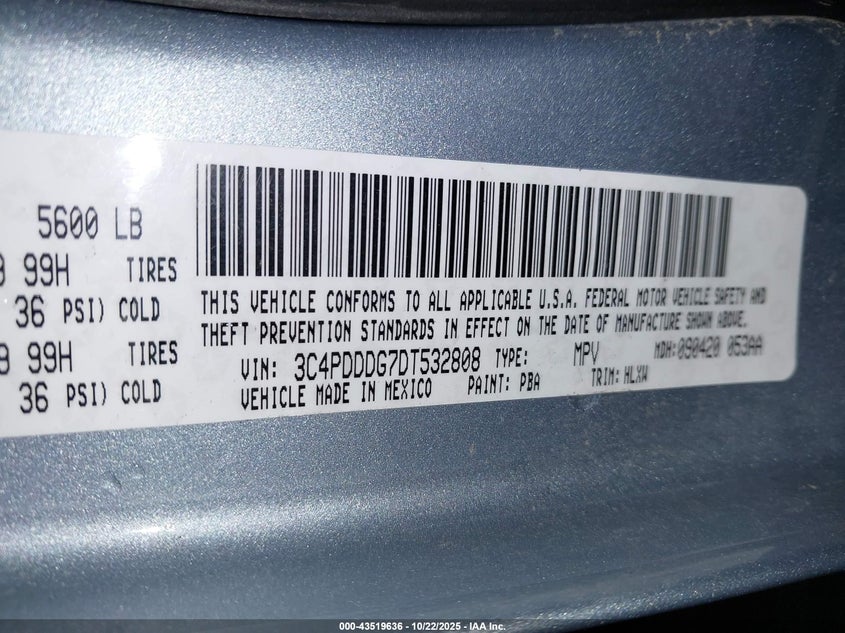 5600 LB
99H TIRES
36 PSI) COLD
99H TIRES
36 PSI) COLD
THIS VEHICLE CONFORMS TO ALL APPLICABLE U.S.A. FEDERAL MOTOR VEHICLE SAFETY AND
THEFT PREVENTION STANDARDS IN EFFECT ON THE DATE OF MANUFACTURE SHOWN ABOVE.
VIN: 3C4PDDDG7DT532808 TYPE: MPV MDH:090420 053AA
VEHICLE MADE IN MEXICO PAINT: PBA TRIM: HLXW
000-43519636 - 10/22/2025 - IAA Inc.